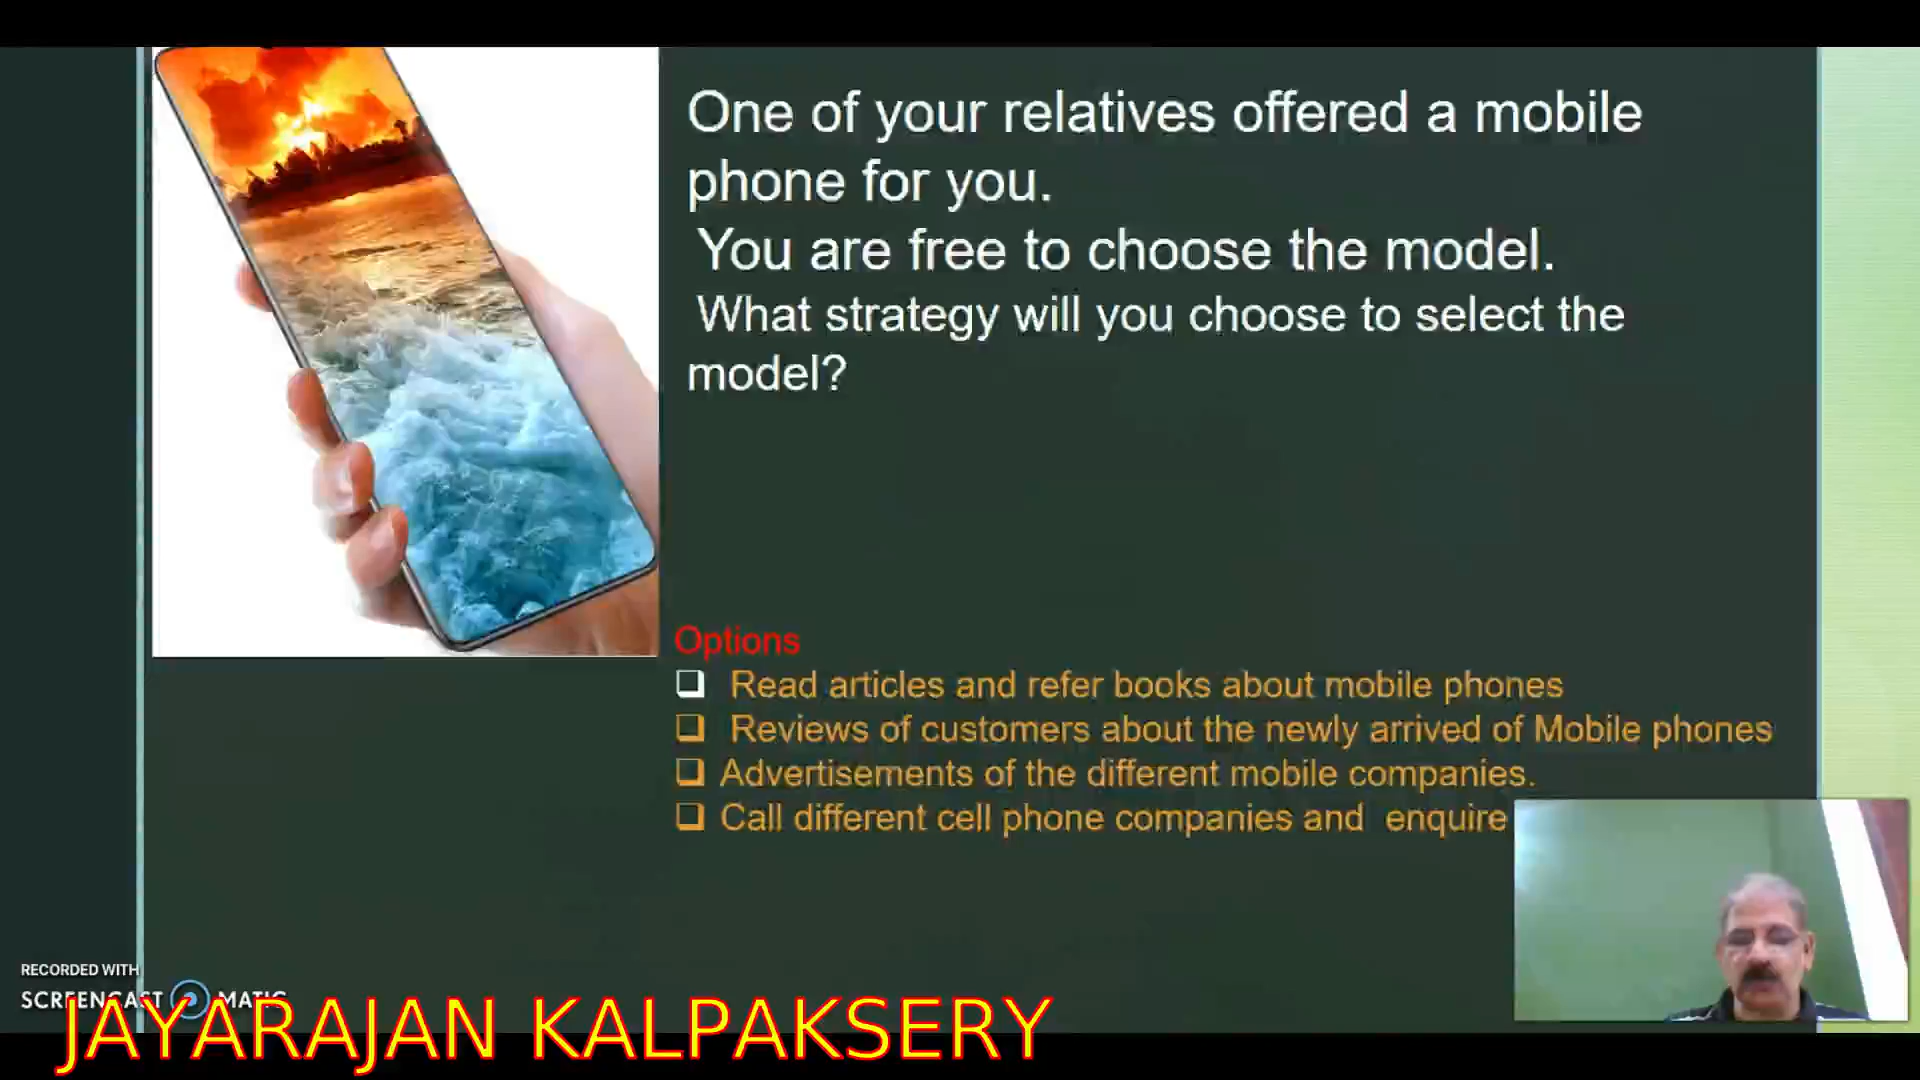 One of your relatives offered a mobile
phone for you.
You are free to choose the model.
What strategy will you choose to select the
model?
Options
Read articles and refer books about mobile phones
Reviews of customers about the newly arrived of Mobile phones
Advertisements of the different mobile companies.
Call different cell phone companies and enquire
RECORDED WITH
SCREENCAST MATIC
JAYARAJAN KALPAKSERY